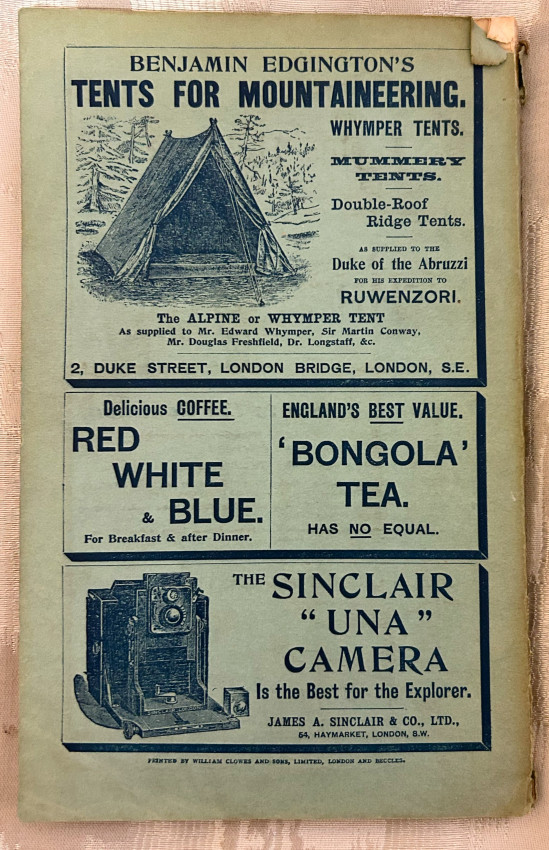 BENJAMIN EDGINGTON'S
TENTS FOR MOUNTAINEERING.
WHYMPER TENTS.
MUMMERY
TENTS.
Double-Roof
Ridge Tents.
AS SUPPLIED TO THE
Duke of the Abruzzi
FOR HIS EXPEDITION TO
RUWENZORI.
The ALPINE or WHYMPER TENT
As supplied to Mr. Edward Whymper, Sir Martin Conway,
Mr. Douglas Freshfield, Dr. Longstaff, &c.
2, DUKE STREET, LONDON BRIDGE, LONDON, S.E.
Delicious COFFEE.
RED
WHITE
& BLUE.
For Breakfast & after Dinner.
ENGLAND'S BEST VALUE.
'BONGOLA'
TEA.
HAS NO EQUAL.
THE SINCLAIR
"UNA"
CAMERA
Is the Best for the Explorer.
JAMES A. SINCLAIR & CO., LTD.,
54, HAYMARKET, LONDON, S.W.
PRINTED BY WILLIAM CLOWES AND SONS, LIMITED, LONDON AND BECCLES.